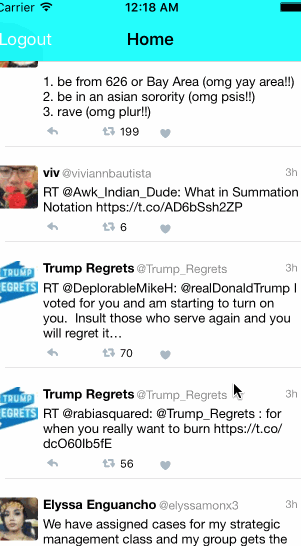 Carrier 12:18 AM
Logout Home
1. be from 626 or Bay Area (omg yay area!!)
2. be in an asian sorority (omg psis!!)
3. rave (omg plur!!)
199
viv @viviannbautista 3h
RT @Awk_Indian_Dude: What in Summation
Notation https://t.co/AD6bSsh2ZP
6
TRUMP
REGRETS
Trump Regrets @Trump_Regrets 3h
RT @DeplorableMikeH: @realDonaldTrump I
voted for you and am starting to turn on
you. Insult those who serve again and you
will regret it…
70
TRUMP
REGRETS
Trump Regrets @Trump_Regrets 3h
RT @rabiasquared: @Trump_Regrets : for
when you really want to burn https://t.co/
dcO60Ib5fE
56
Elyssa Enguancho @elyssamonx3 3h
We have assigned cases for my strategic
management class and my group gets the